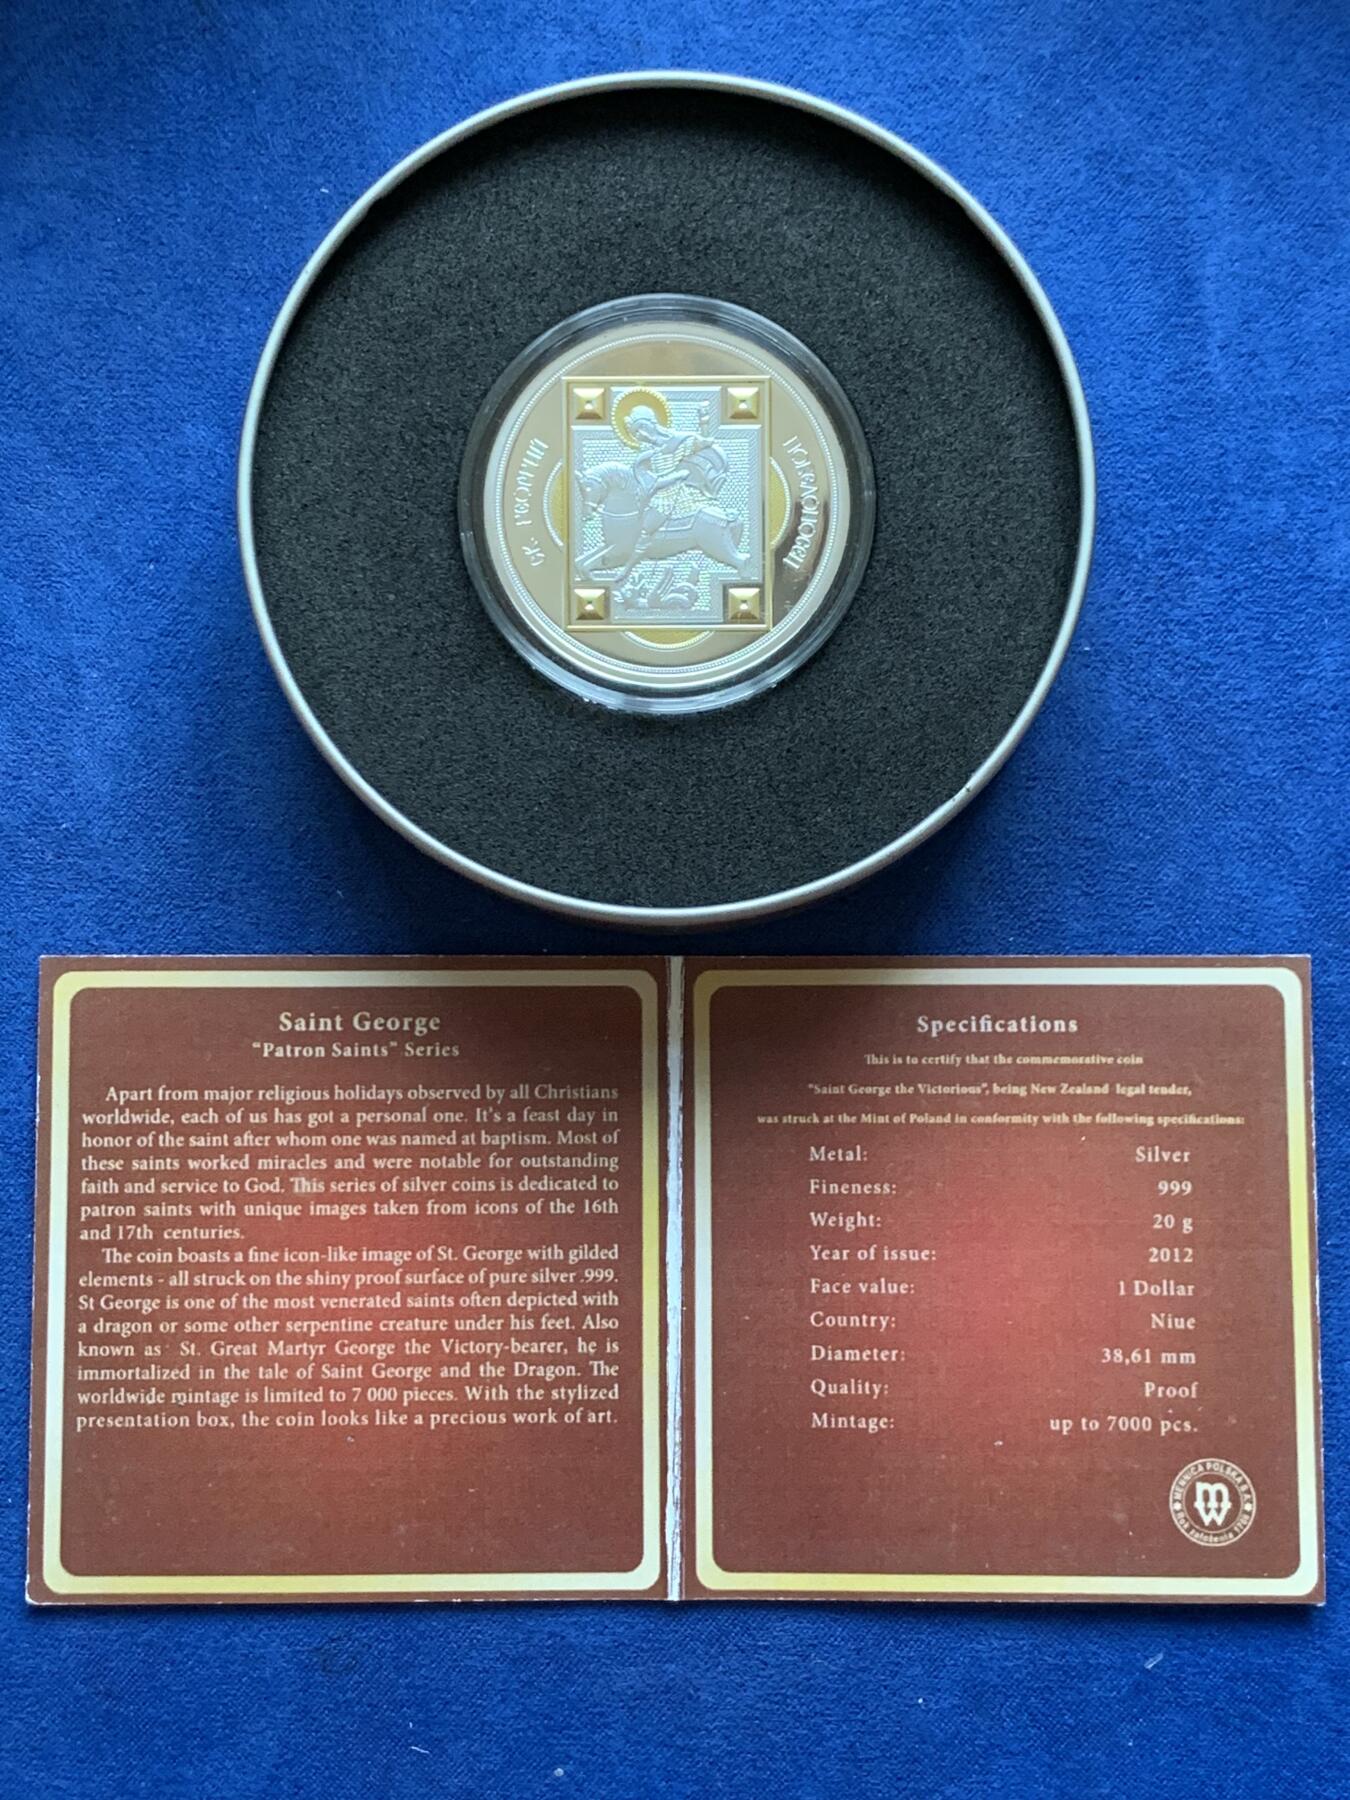 СВ. ГЕОРГИЙ
ПОБЕДОНОСЕЦ
Saint George
“Patron Saints” Series
Apart from major religious holidays observed by all Christians
worldwide, each of us has got a personal one. It's a feast day in
honor of the saint after whom one was named at baptism. Most of
these saints worked miracles and were notable for outstanding
faith and service to God. This series of silver coins is dedicated to
patron saints with unique images taken from icons of the 16th
and 17th centuries.
The coin boasts a fine icon-like image of St. George with gilded
elements - all struck on the shiny proof surface of pure silver .999.
St George is one of the most venerated saints often depicted with
a dragon or some other serpentine creature under his feet. Also
known as St. Great Martyr George the Victory-bearer, he is
immortalized in the tale of Saint George and the Dragon. The
worldwide mintage is limited to 7 000 pieces. With the stylized
presentation box, the coin looks like a precious work of art.
Specifications
This is to certify that the commemorative coin
"Saint George the Victorious", being New Zealand legal tender,
was struck at the Mint of Poland in conformity with the following specifications:
Metal: Silver
Fineness: 999
Weight: 20 g
Year of issue: 2012
Face value: 1 Dollar
Country: Niue
Diameter: 38,61 mm
Quality: Proof
Mintage: up to 7000 pcs.
MENNICA POLSKA S.A.
MW
Rok założenia 1766